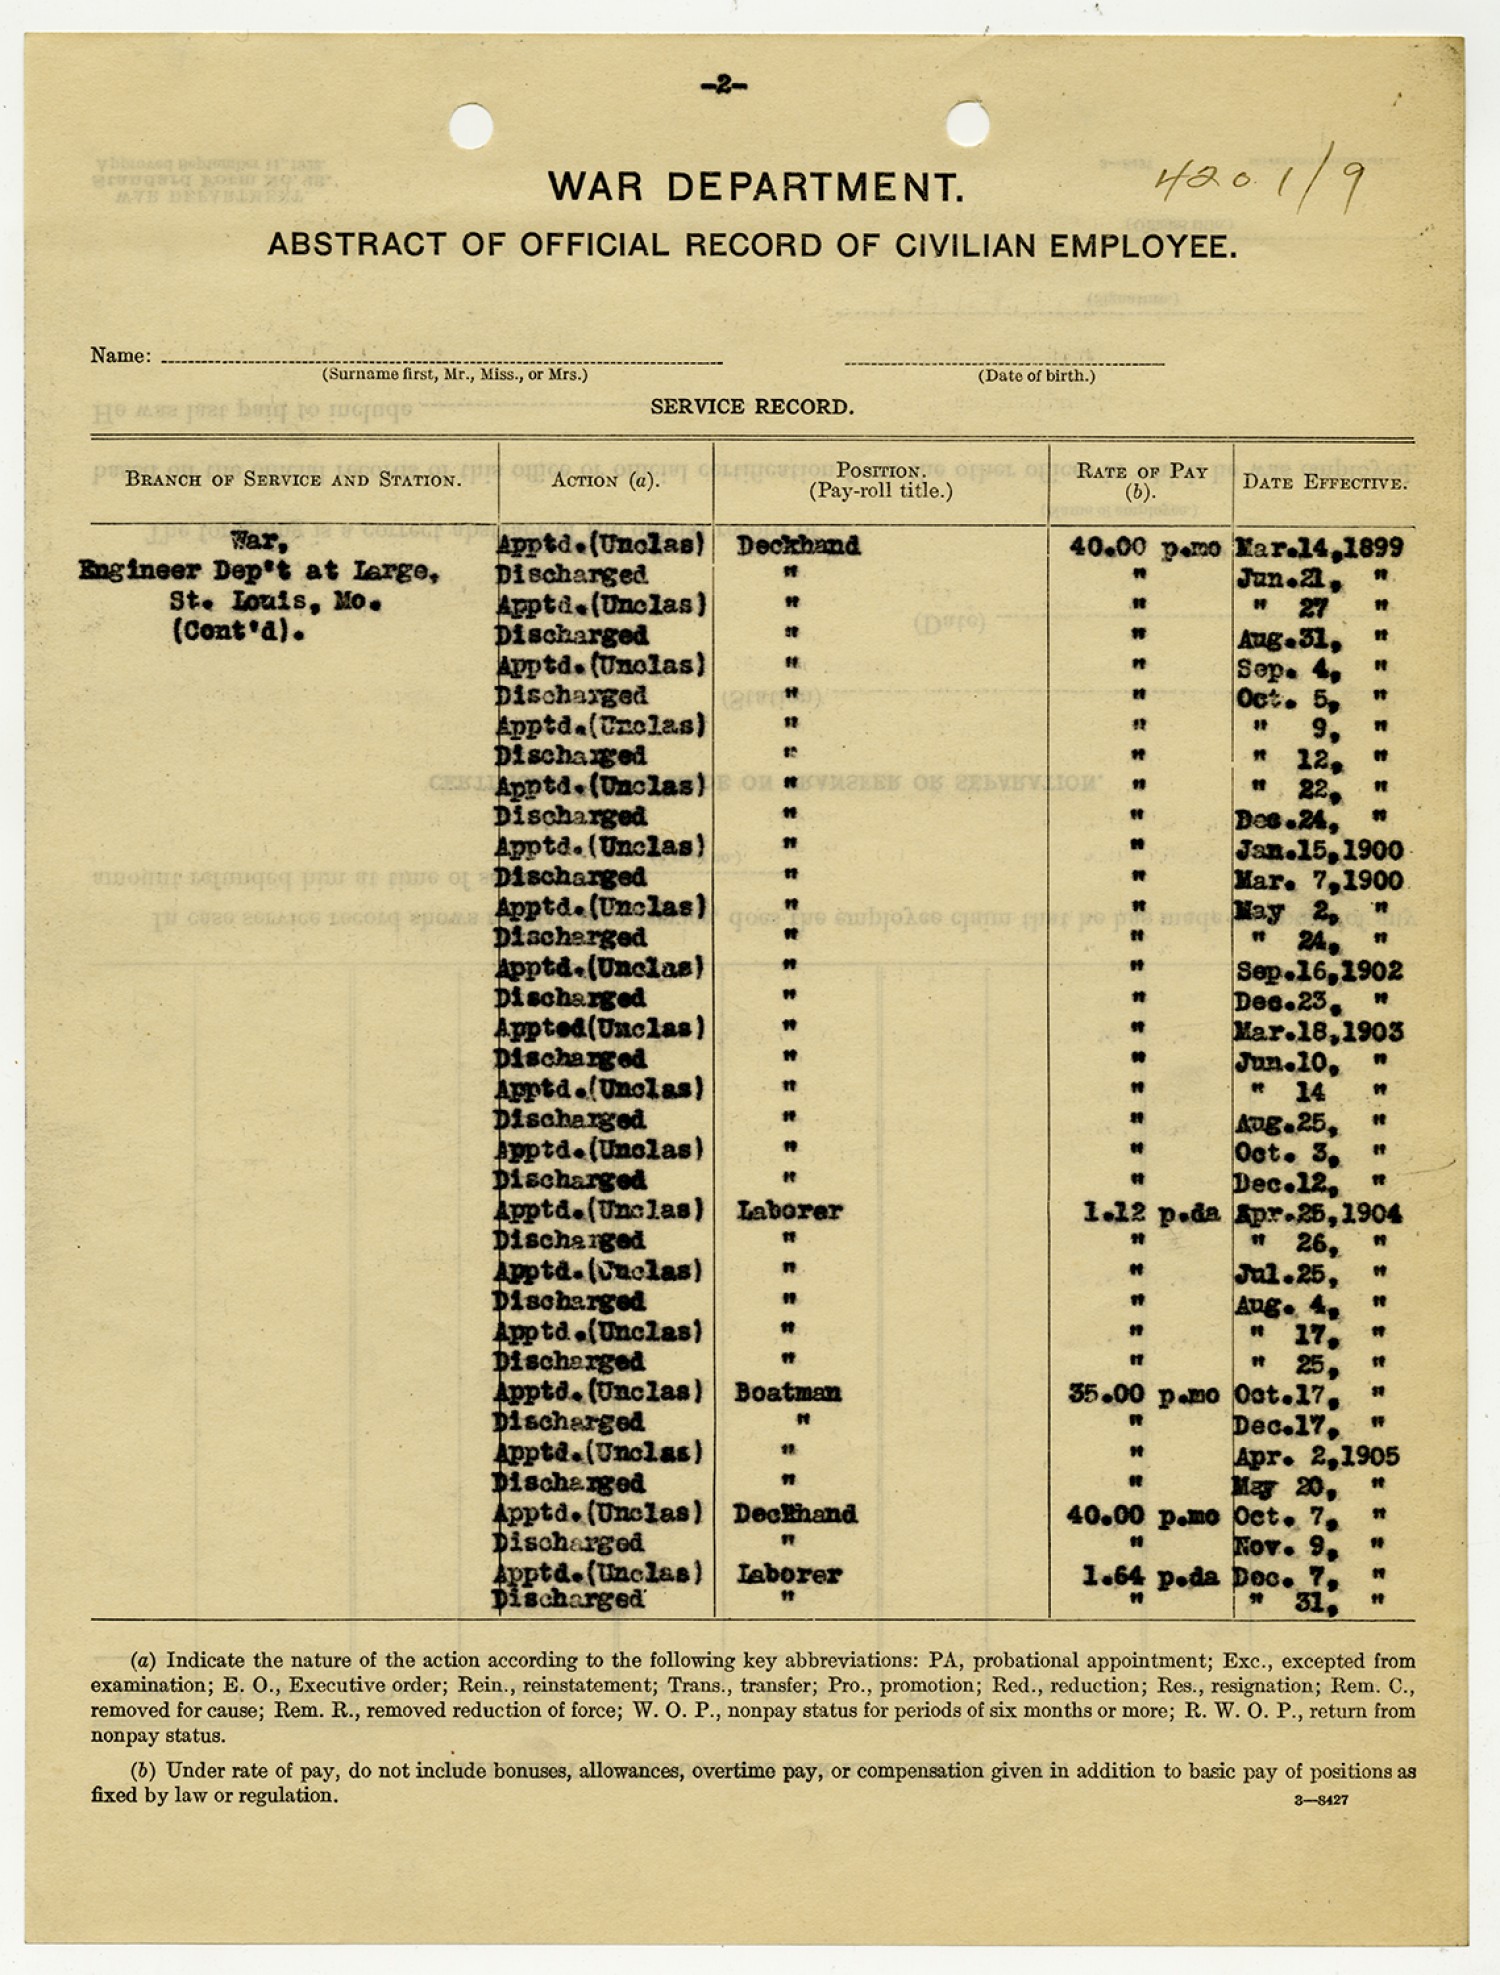 -2-
4201/9
WAR DEPARTMENT.
ABSTRACT OF OFFICIAL RECORD OF CIVILIAN EMPLOYEE.
Name:
(Surname first, Mr., Miss., or Mrs.)
(Date of birth.)
SERVICE RECORD.
BRANCH OF SERVICE AND STATION. ACTION (a). POSITION. (Pay-roll title.) RATE OF PAY (b). DATE EFFECTIVE.
War, Apptd.(Unclas) Deckhand 40.00 p.mo Mar.14,1899
Engineer Dep't at Large, Discharged " " Jun.21, "
St. Louis, Mo. Apptd.(Unclas) " " " 27 "
(Cont'd). Discharged " " Aug.31, "
Apptd.(Unclas) " " Sep. 4, "
Discharged " " Oct. 5, "
Apptd.(Unclas) " " " 9, "
Discharged " " " 12, "
Apptd.(Unclas) " " " 22, "
Discharged " " Dec.24, "
Apptd.(Unclas) " " Jan.15,1900
Discharged " " Mar. 7,1900
Apptd.(Unclas) " " May 2, "
Discharged " " " 24, "
Apptd.(Unclas) " " Sep.16,1902
Discharged " " Dec.23, "
Appted(Unclas) " " Mar.18,1903
Discharged " " Jun.10, "
Apptd.(Unclas) " " " 14 "
Discharged " " Aug.25, "
Apptd.(Unclas) " " Oct. 3, "
Discharged " " Dec.12, "
Apptd.(Unclas) Laborer 1.12 p.da Apr.25,1904
Discharged " " " 26, "
Apptd.(Unclas) " " Jul.25, "
Discharged " " Aug. 4, "
Apptd.(Unclas) " " " 17, "
Discharged " " " 25, "
Apptd.(Unclas) Boatman 35.00 p.mo Oct.17, "
Discharged " " Dec.17, "
Apptd.(Unclas) " " Apr. 2,1905
Discharged " " May 20, "
Apptd.(Unclas) Deckhand 40.00 p.mo Oct. 7, "
Discharged " " Nov. 9, "
Apptd.(Unclas) Laborer 1.64 p.da Dec. 7, "
Discharged " " " 31, "
(a) Indicate the nature of the action according to the following key abbreviations: PA, probational appointment; Exc., excepted from
examination; E. O., Executive order; Rein., reinstatement; Trans., transfer; Pro., promotion; Red., reduction; Res., resignation; Rem. C.,
removed for cause; Rem. R., removed reduction of force; W. O. P., nonpay status for periods of six months or more; R. W. O. P., return from
nonpay status.
(b) Under rate of pay, do not include bonuses, allowances, overtime pay, or compensation given in addition to basic pay of positions as
fixed by law or regulation.
3—8427